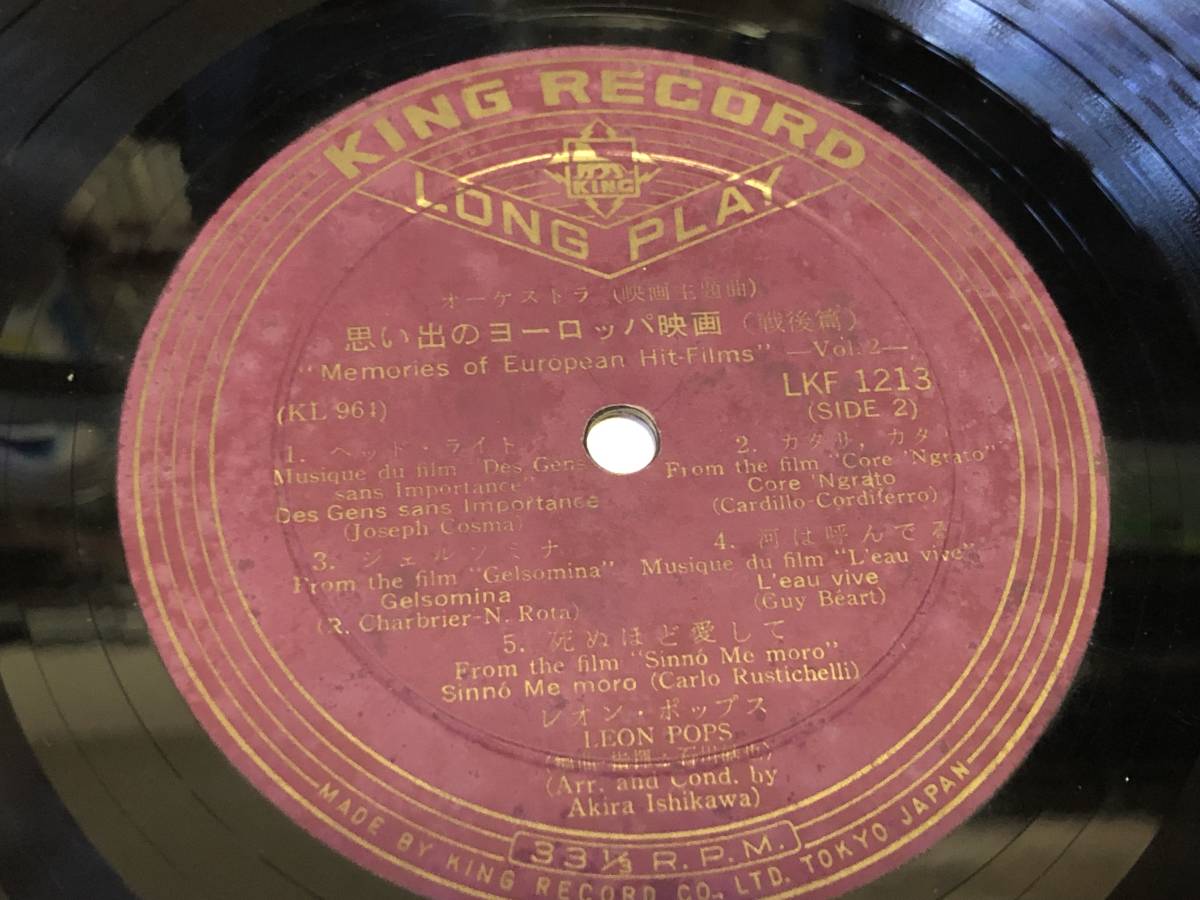 KING RECORD
KING
LONG PLAY
オーケストラ (映画主題曲)
思い出のヨーロッパ映画 (戦後篇)
"Memories of European Hit-Films" —Vol. 2—
LKF 1213
(KL 961)
(SIDE 2)
1. ヘッド・ライト
Musique du film "Des Gens
sans Importance"
Des Gens sans Importance
(Joseph Cosma)
2. カタリ, カタ
From the film "Core 'Ngrato"
Core 'Ngrato
(Cardillo-Cordiferro)
3. ジェルソミナ
From the film "Gelsomina"
Gelsomina
(R. Charbrier-N. Rota)
4. 河は呼んでる
Musique du film "L'eau vive"
L'eau vive
(Guy Béart)
5. 死ぬほど愛して
From the film "Sinnó Me moro"
Sinnó Me moro (Carlo Rustichelli)
レオン・ポップス
LEON POPS
(Arr. and Cond. by
Akira Ishikawa)
33⅓ R.P.M.
MADE BY KING RECORD CO., LTD. TOKYO JAPAN